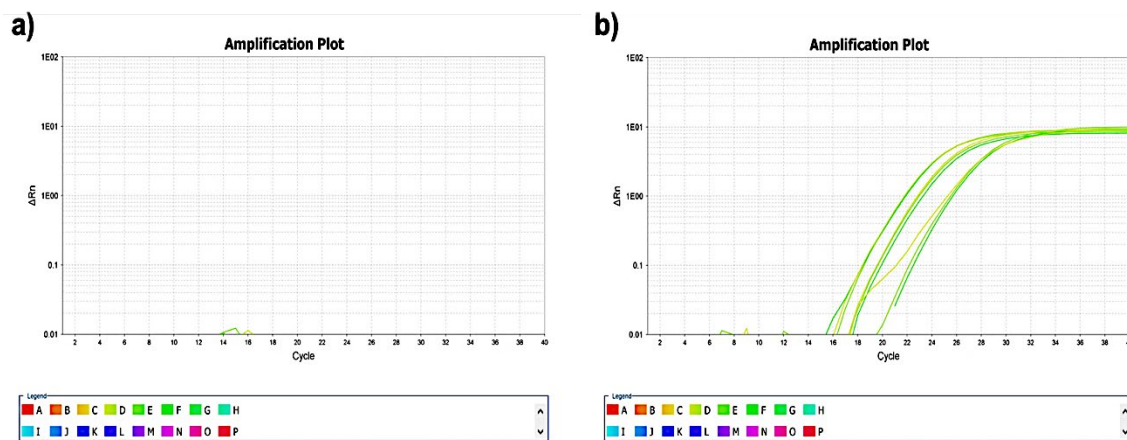 a)
Amplification Plot
1E02
1E01
1E00
0.1
0.01
ΔRn
2 4 6 8 10 12 14 16 18 20 22 24 26 28 30 32 34 36 38 40
Cycle
Legend
A B C D E F G H
I J K L M N O P
b)
Amplification Plot
1E02
1E01
1E00
0.1
0.01
ΔRn
2 4 6 8 10 12 14 16 18 20 22 24 26 28 30 32 34 36 38
Cycle
Legend
A B C D E F G H
I J K L M N O P